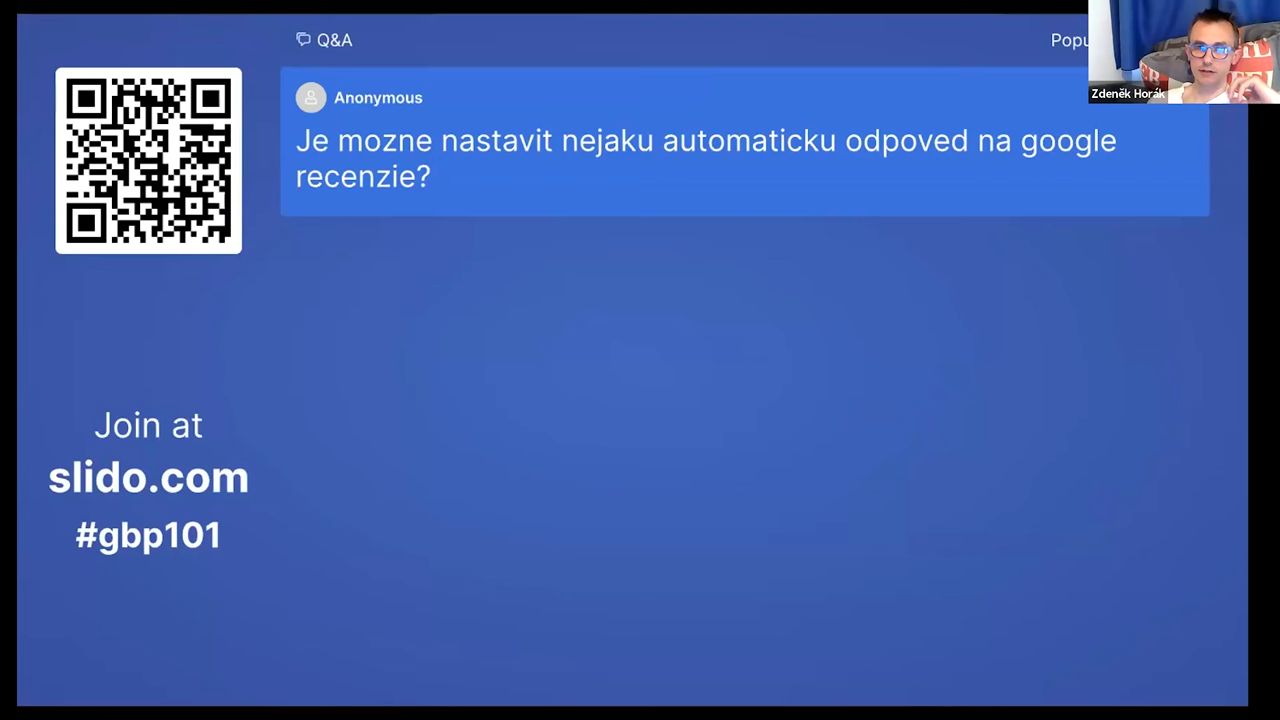 Q&A
Popu
Zdeněk Horák
Anonymous
Je mozne nastavit nejaku automaticku odpoved na google
recenzie?
Join at
slido.com
#gbp101